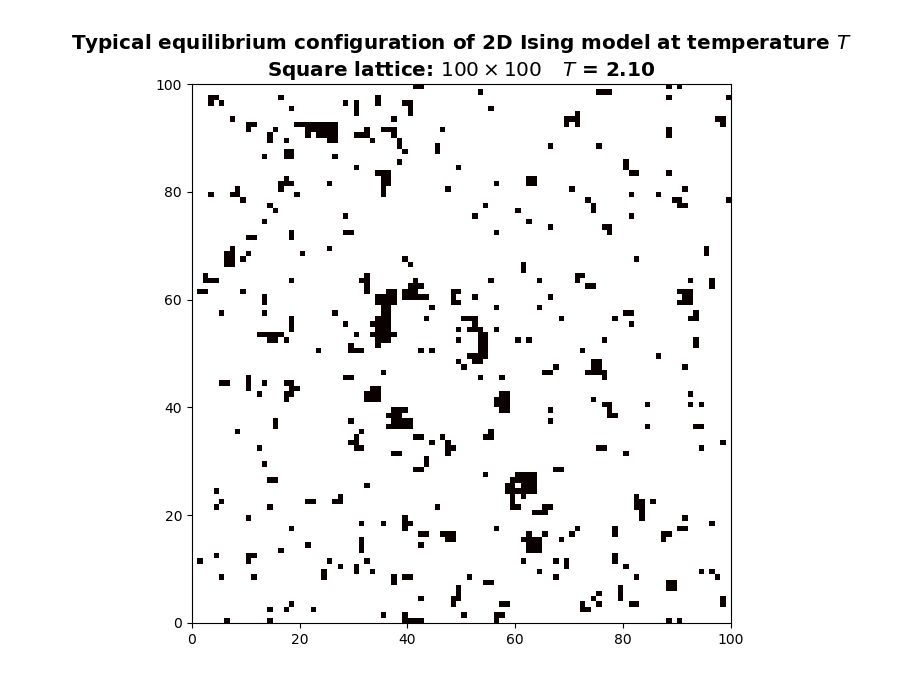 Typical equilibrium configuration of 2D Ising model at temperature T
Square lattice: 100 × 100 T = 2.10
100
80
60
40
20
0
0 20 40 60 80 100